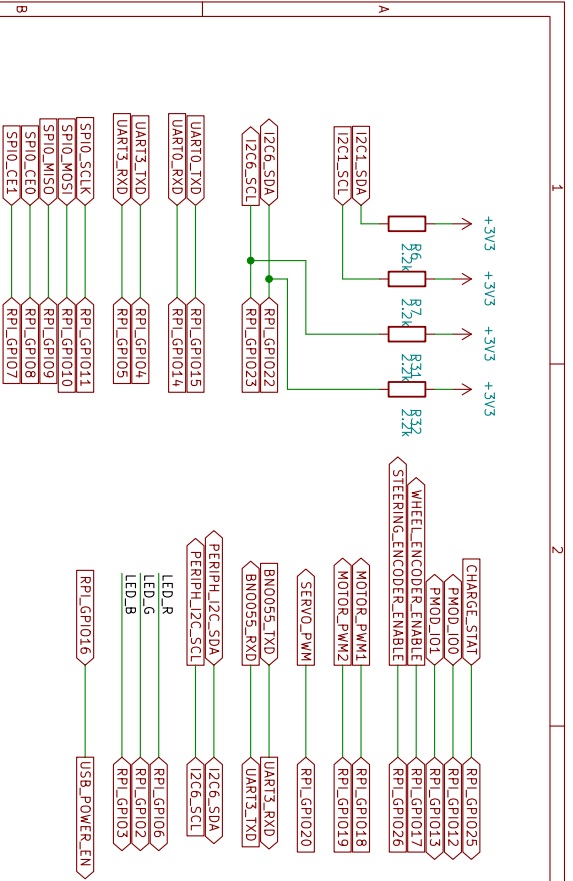 1
2
A
B
+3V3
+3V3
+3V3
+3V3
R6
2.2k
R7
2.2k
R31
2.2k
R32
2.2k
I2C1_SDA
I2C1_SCL
I2C6_SDA RPI_GPIO22
I2C6_SCL RPI_GPIO23
UART0_TXD RPI_GPIO15
UART0_RXD RPI_GPIO14
UART3_TXD RPI_GPIO4
UART3_RXD RPI_GPIO5
SPI0_SCLK RPI_GPIO11
SPI0_MOSI RPI_GPIO10
SPI0_MISO RPI_GPIO9
SPI0_CE0 RPI_GPIO8
SPI0_CE1 RPI_GPIO7
CHARGE_STAT RPI_GPIO25
PMOD_IO0 RPI_GPIO12
PMOD_IO1 RPI_GPIO13
WHEEL_ENCODER_ENABLE RPI_GPIO17
STEERING_ENCODER_ENABLE RPI_GPIO26
MOTOR_PWM1 RPI_GPIO18
MOTOR_PWM2 RPI_GPIO19
SERVO_PWM RPI_GPIO20
BNO055_TXD UART3_RXD
BNO055_RXD UART3_TXD
PERIPH_I2C_SDA I2C6_SDA
PERIPH_I2C_SCL I2C6_SCL
LED_R RPI_GPIO6
LED_G RPI_GPIO2
LED_B RPI_GPIO3
RPI_GPIO16 USB_POWER_EN